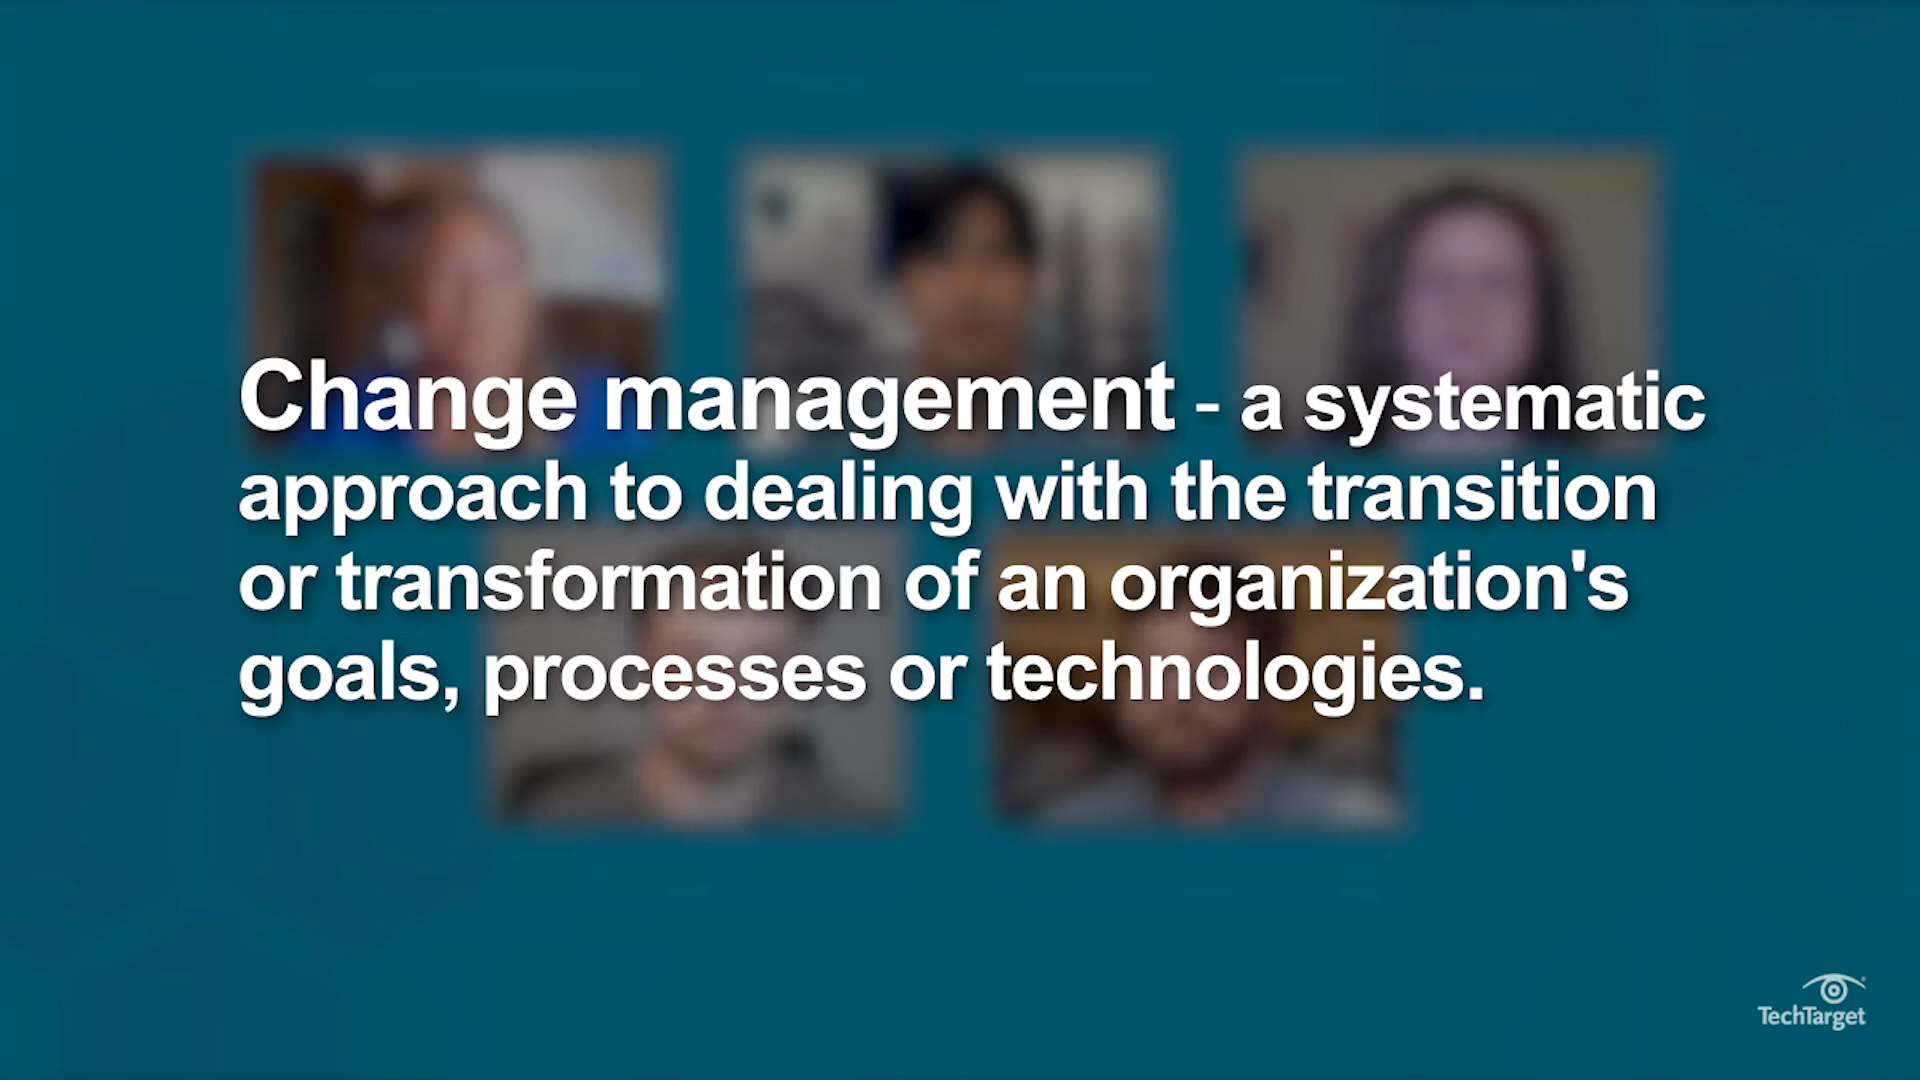 Change management - a systematic
approach to dealing with the transition
or transformation of an organization's
goals, processes or technologies.
TechTarget